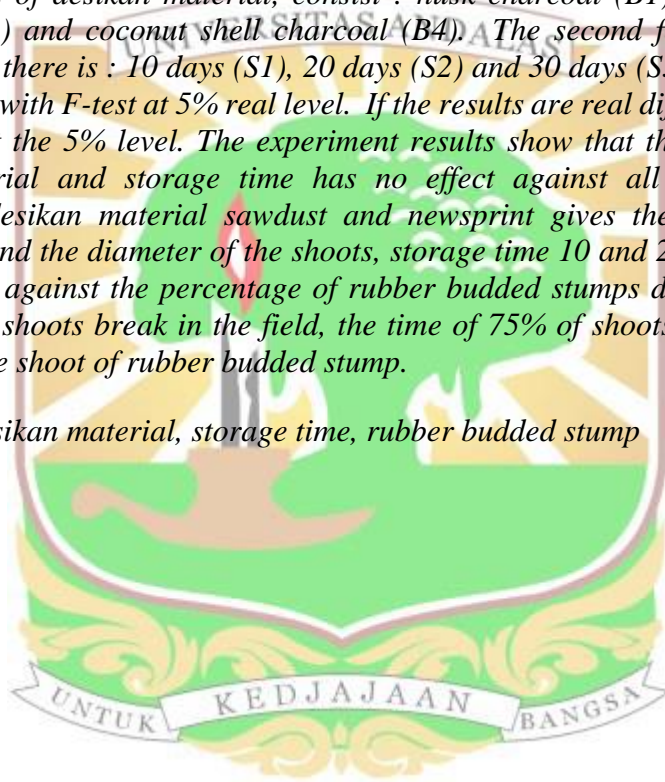 of desikan material, consist : husk charcoal (B1)
) and coconut shell charcoal (B4). The second f
there is : 10 days (S1), 20 days (S2) and 30 days (S
with F-test at 5% real level. If the results are real di
the 5% level. The experiment results show that th
rial and storage time has no effect against all
desikan material sawdust and newsprint gives the
nd the diameter of the shoots, storage time 10 and 2
against the percentage of rubber budded stumps d
shoots break in the field, the time of 75% of shoots
e shoot of rubber budded stump.
sikan material, storage time, rubber budded stump
UNIVERSITAS ANDALAS
UNTUK KEDJAJAAN BANGSA